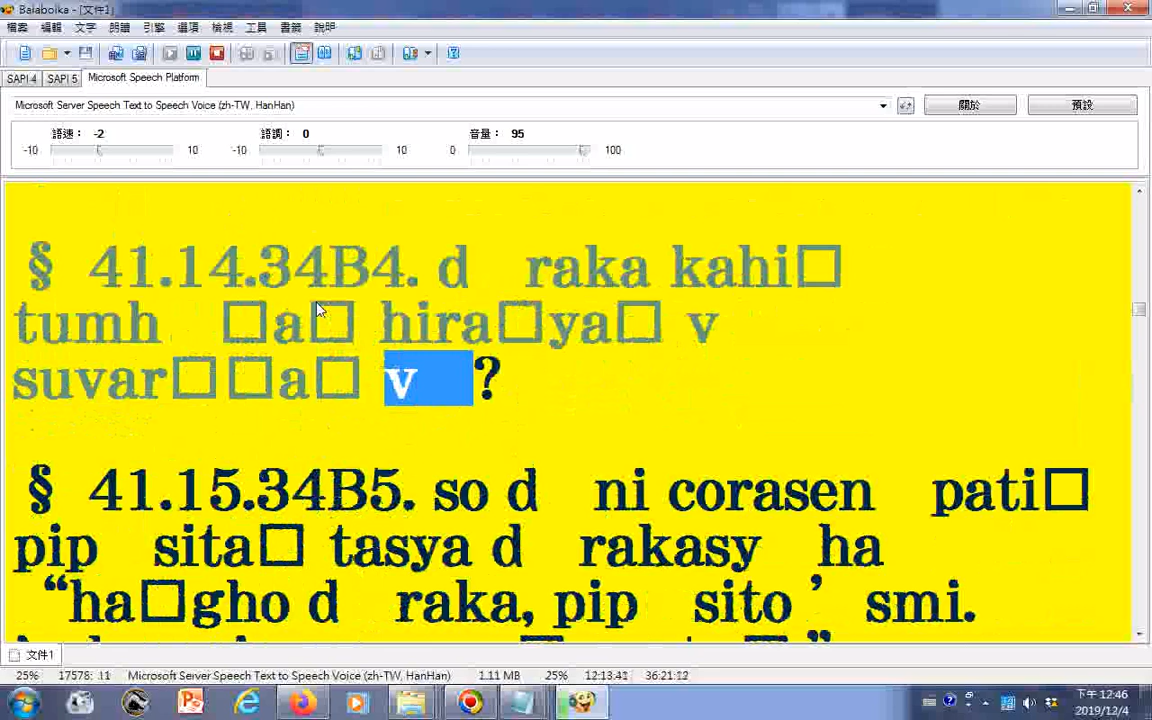 Balabolka - [文件1]
檔案 編輯 文字 朗讀 引擎 選項 檢視 工具 書籤 說明
SAPI 4 SAPI 5 Microsoft Speech Platform
Microsoft Server Speech Text to Speech Voice (zh-TW, HanHan) 關於 預設
語速： -2 語調： 0 音量： 95
-10 10 -10 10 0 100
§ 41.14.34B4. d raka kahi□
tumh □a□ hira□ya□ v
suvar□□a□ v ?
§ 41.15.34B5. so d ni corasen pati□
pip sita□ tasya d rakasy ha
“ha□gho d raka, pip sito ’ smi.
文件1
25% 17578: 11 Microsoft Server Speech Text to Speech Voice (zh-TW, HanHan) 1.11 MB 25% 12:13:41 36:21:12
下午 12:46
2019/12/4